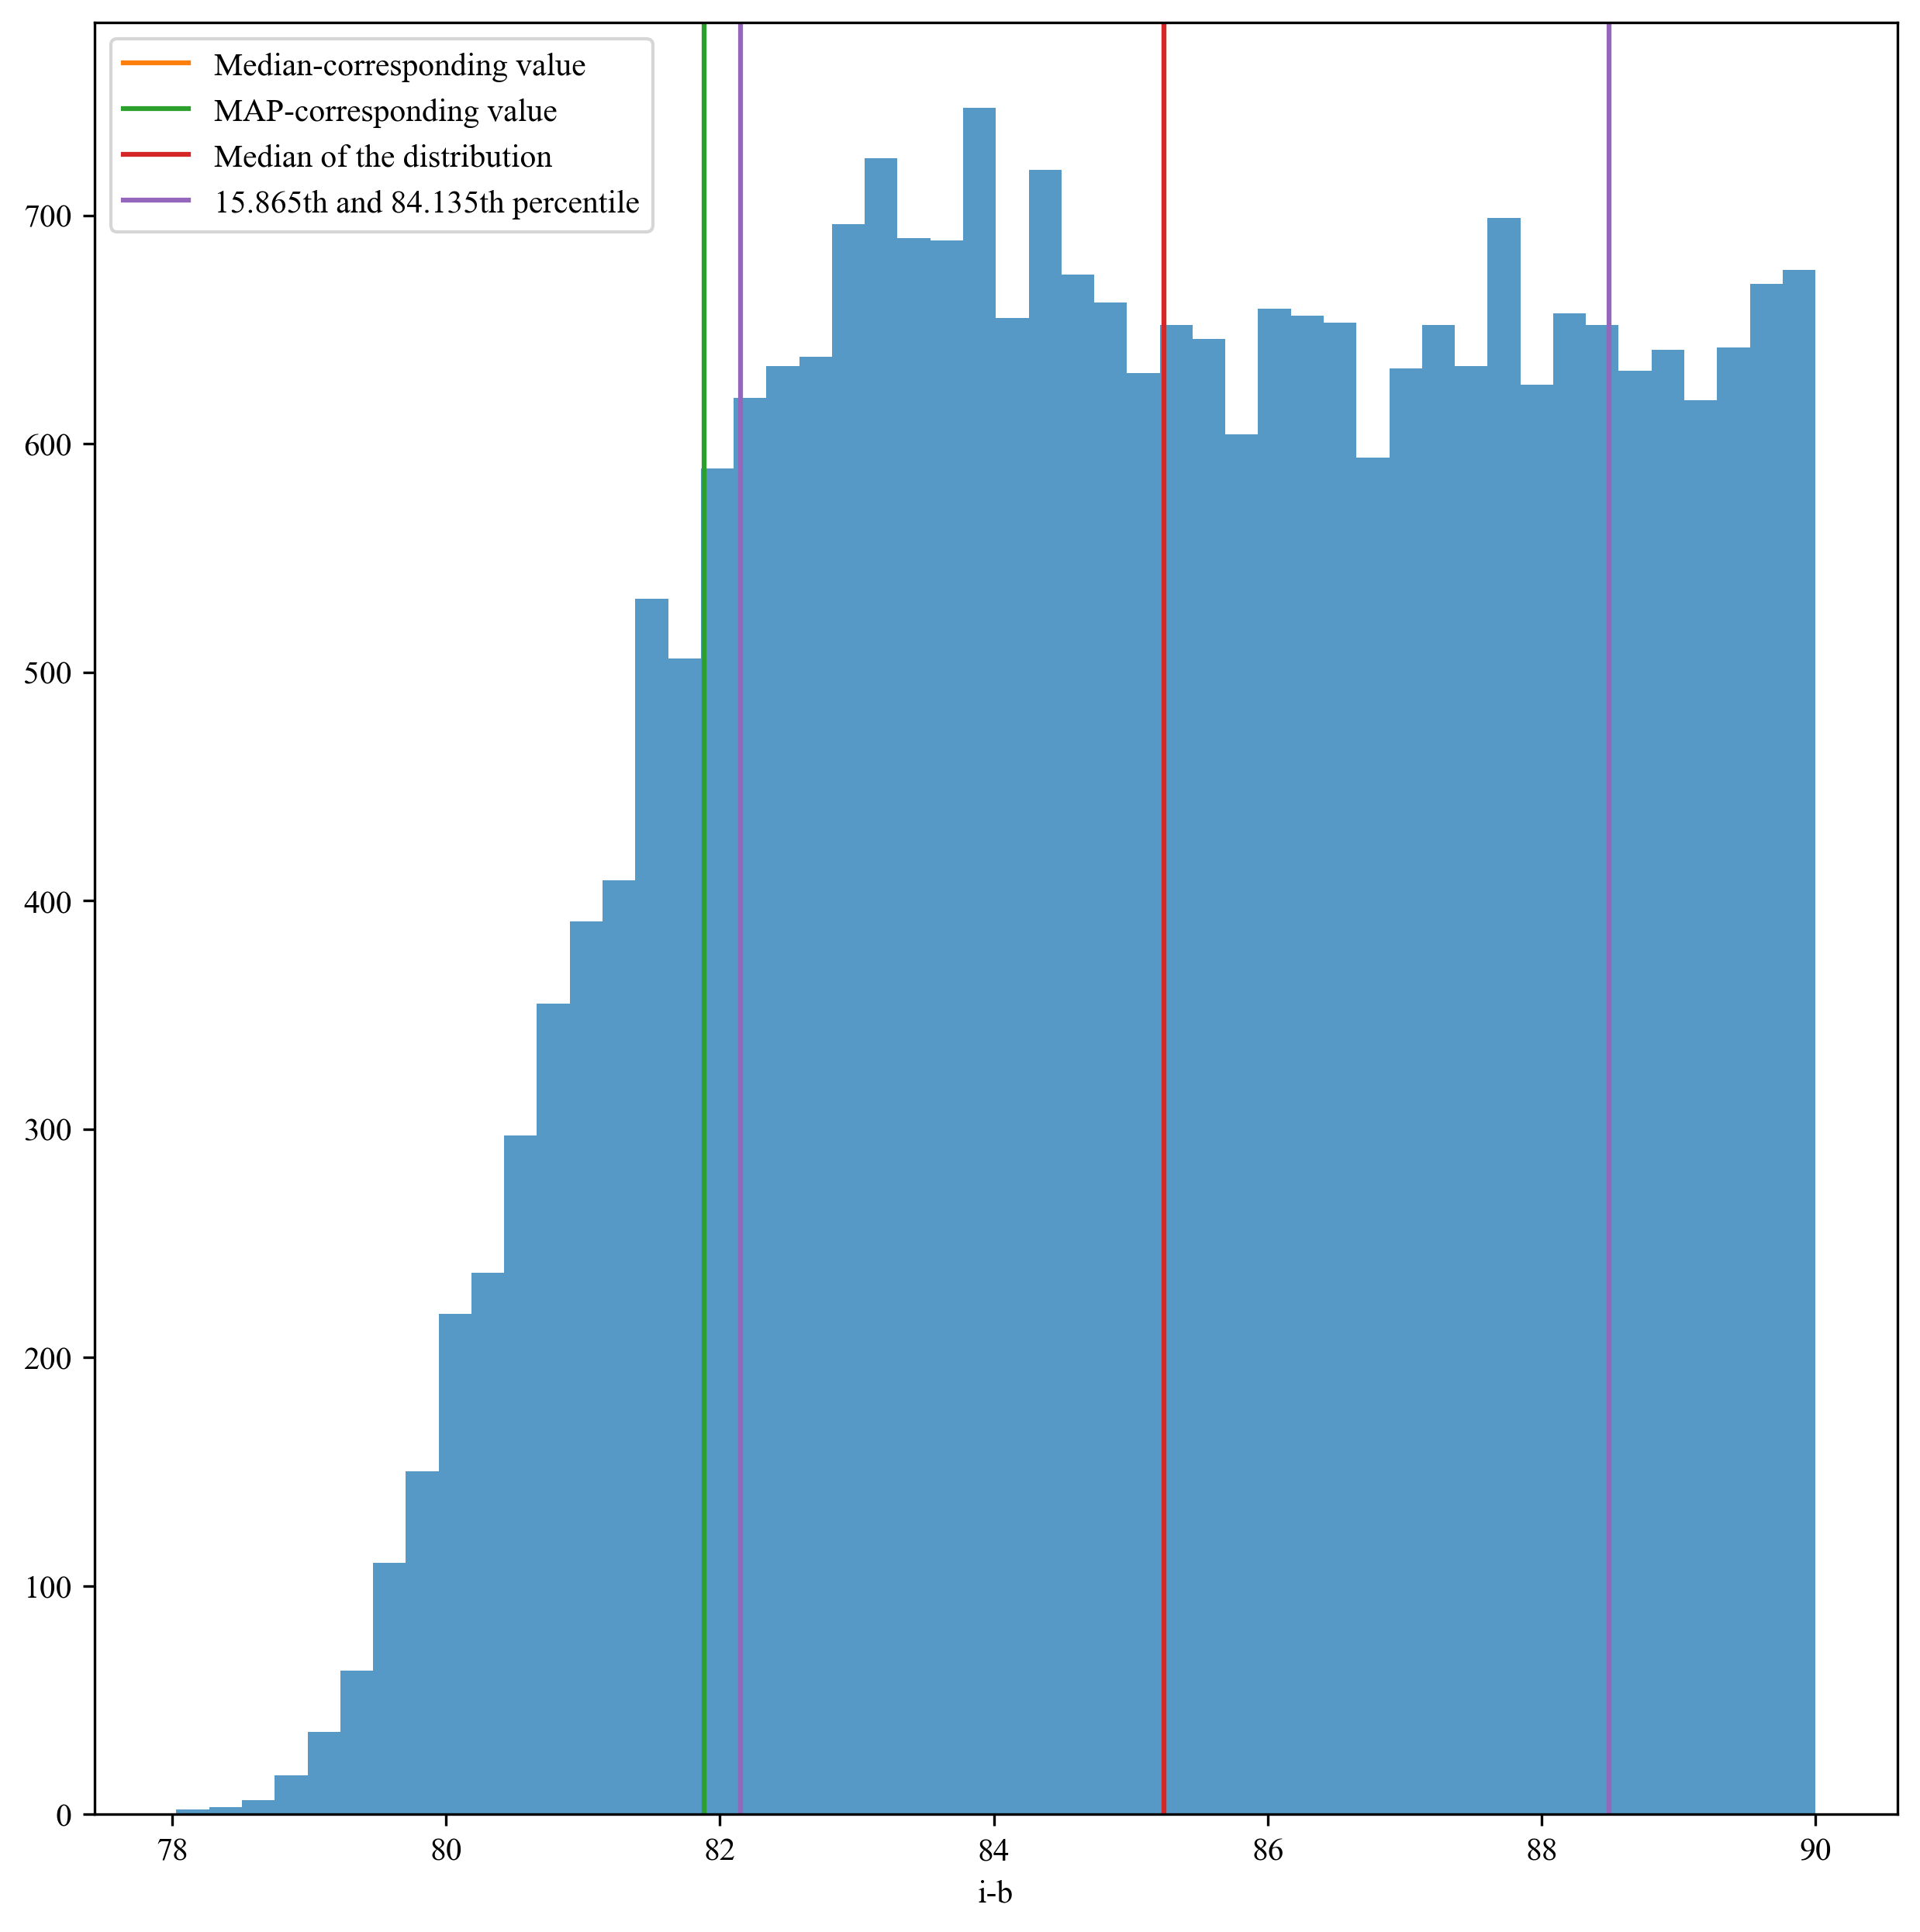 Median-corresponding value
MAP-corresponding value
Median of the distribution
15.865th and 84.135th percentile
700
600
500
400
300
200
100
0
78 80 82 84 86 88 90
i-b